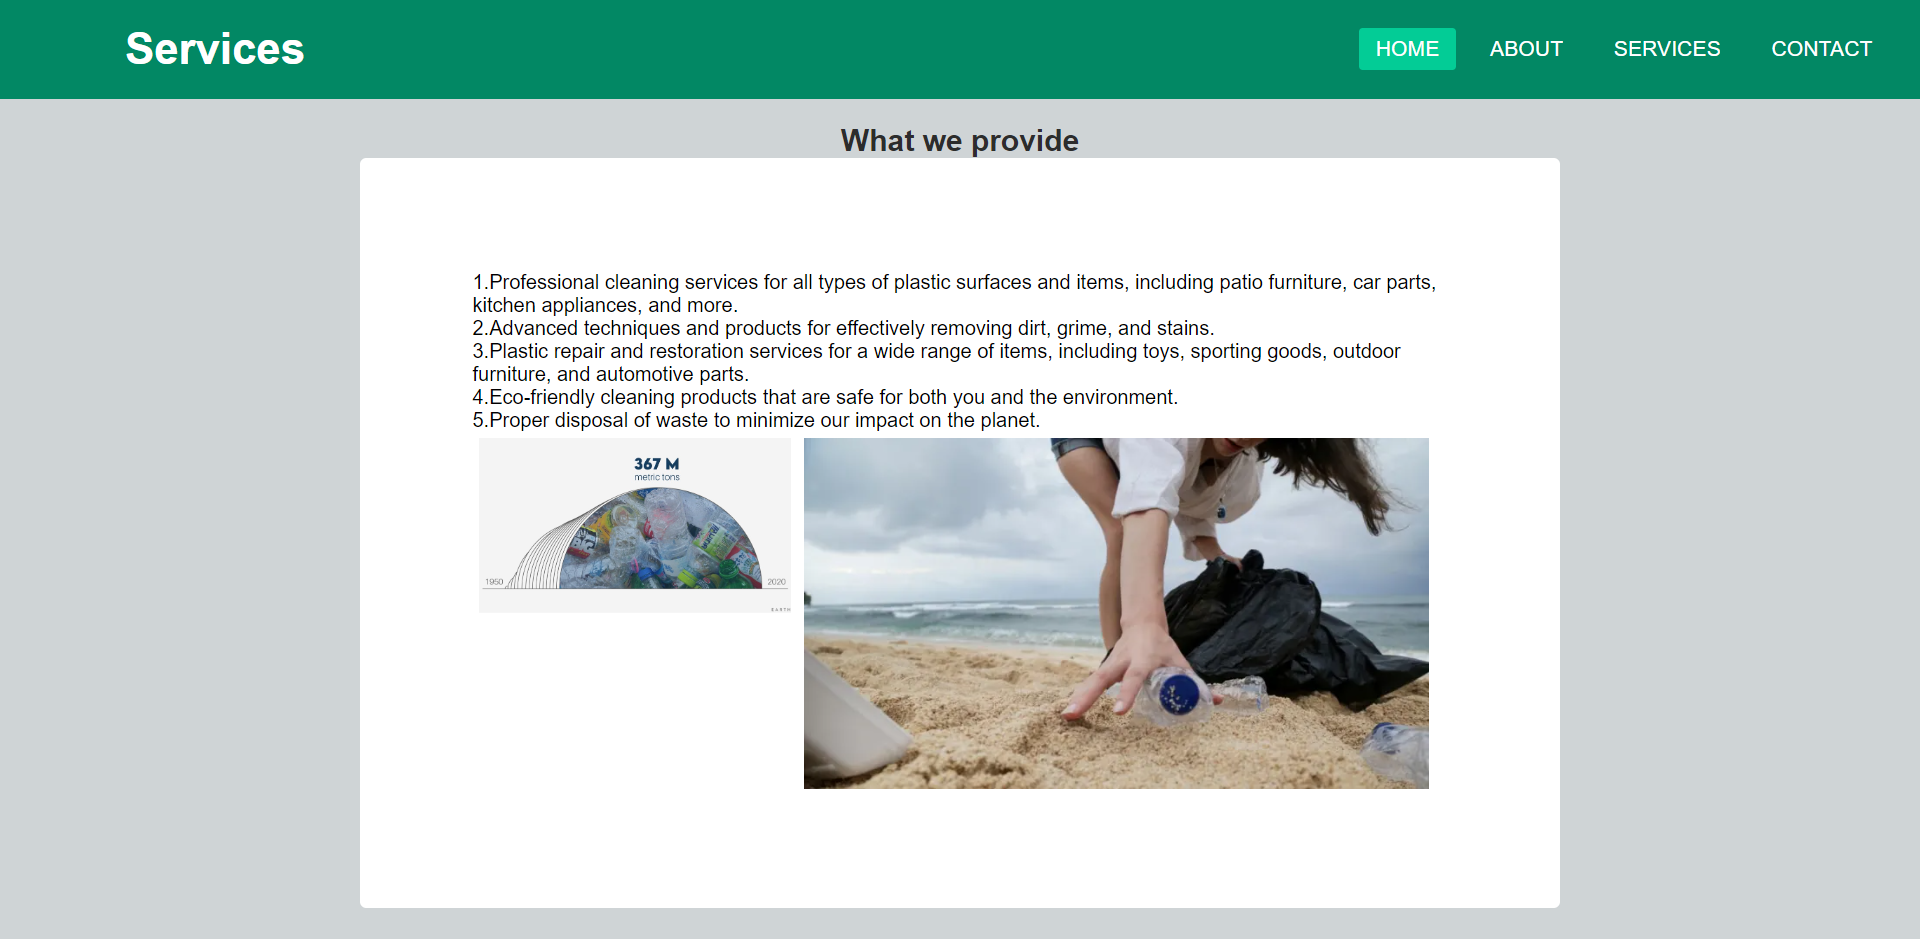 Services
HOME
ABOUT
SERVICES
CONTACT
What we provide
1.Professional cleaning services for all types of plastic surfaces and items, including patio furniture, car parts,
kitchen appliances, and more.
2.Advanced techniques and products for effectively removing dirt, grime, and stains.
3.Plastic repair and restoration services for a wide range of items, including toys, sporting goods, outdoor
furniture, and automotive parts.
4.Eco-friendly cleaning products that are safe for both you and the environment.
5.Proper disposal of waste to minimize our impact on the planet.
367 M
metric tons
1950
2020
EARTH